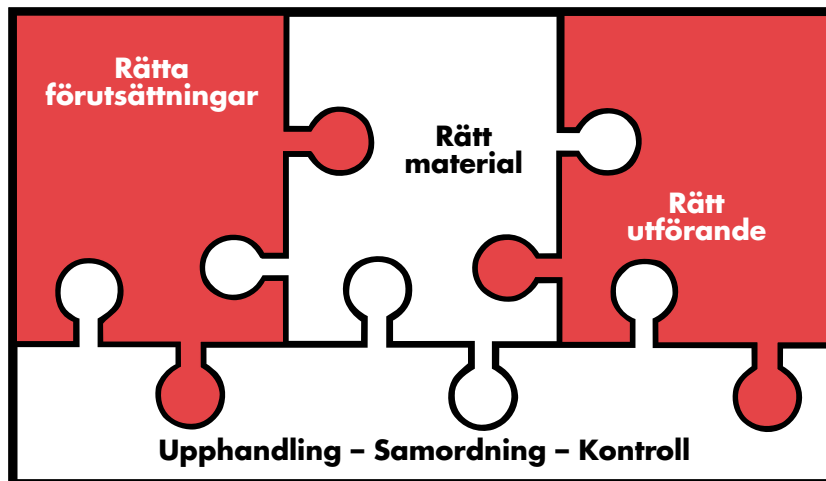 Rätta
förutsättningar
Rätt
material
Rätt
utförande
Upphandling – Samordning – Kontroll